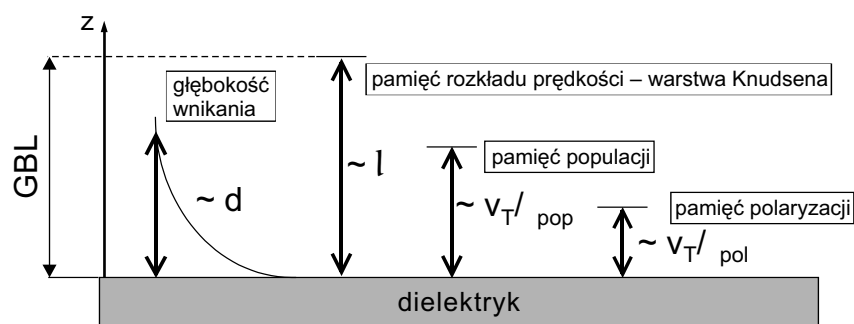 z
GBL
głębokość
wnikania
~ d
~ l
pamięć rozkładu prędkości – warstwa Knudsena
pamięć populacji
~ v_T/ pop
pamięć polaryzacji
~ v_T/ pol
dielektryk